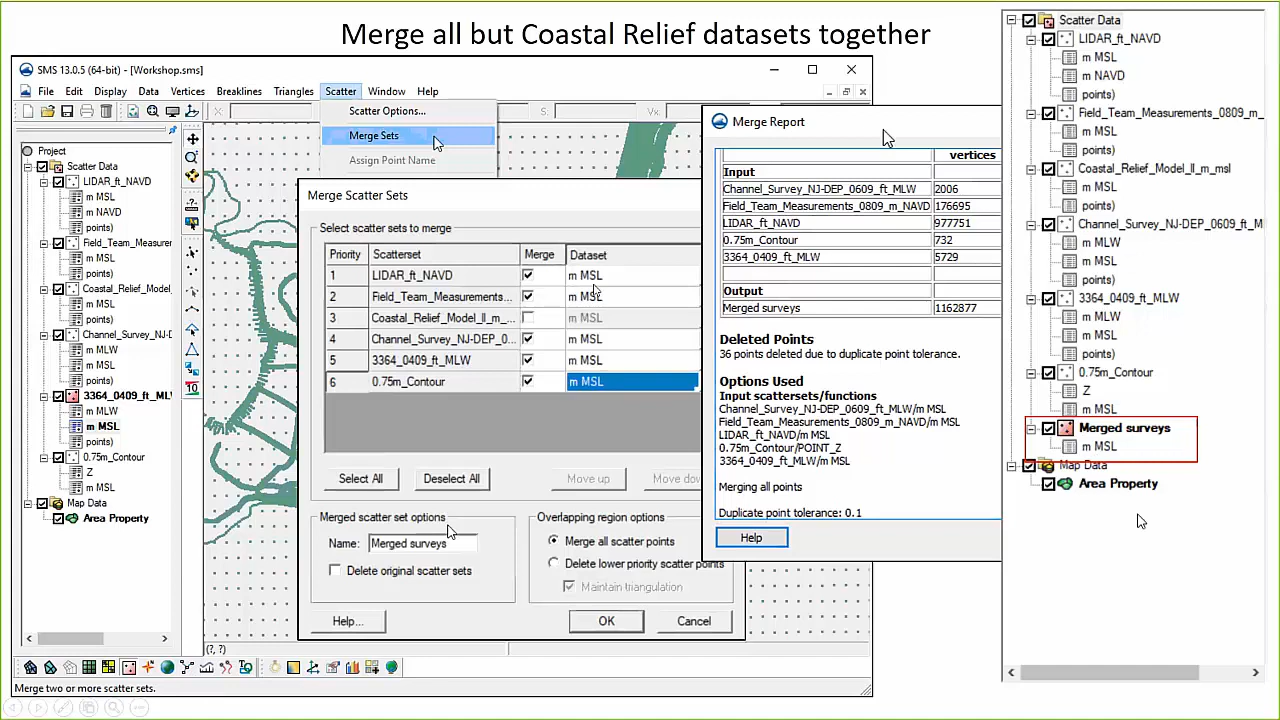 Merge all but Coastal Relief datasets together
SMS 13.0.5 (64-bit) - [Workshop.sms]
File Edit Display Data Vertices Breaklines Triangles Scatter Window Help
X: S: Vx:
Scatter Options...
Merge Sets
Assign Point Name
Project
Scatter Data
LIDAR_ft_NAVD
m MSL
m NAVD
points)
Field_Team_Measurer
m MSL
points)
Coastal_Relief_Model_
m MSL
points)
Channel_Survey_NJ-D
m MLW
m MSL
points)
3364_0409_ft_MLW
m MLW
m MSL
points)
0.75m_Contour
Z
m MSL
Map Data
Area Property
Merge Scatter Sets
Select scatter sets to merge
Priority Scatterset Merge Dataset
1 LIDAR_ft_NAVD m MSL
2 Field_Team_Measurements... m MSL
3 Coastal_Relief_Model_II_m_... m MSL
4 Channel_Survey_NJ-DEP_0... m MSL
5 3364_0409_ft_MLW m MSL
6 0.75m_Contour m MSL
Select All Deselect All Move up Move dow
Merged scatter set options
Name: Merged surveys
Delete original scatter sets
Overlapping region options
Merge all scatter points
Delete lower priority scatter points
Maintain triangulation
Help... OK Cancel
(?, ?)
Merge two or more scatter sets.
Merge Report
vertices
Input
Channel_Survey_NJ-DEP_0609_ft_MLW 2006
Field_Team_Measurements_0809_m_NAVD 176695
LIDAR_ft_NAVD 977751
0.75m_Contour 732
3364_0409_ft_MLW 5729
Output
Merged surveys 1162877
Deleted Points
36 points deleted due to duplicate point tolerance.
Options Used
Input scattersets/functions
Channel_Survey_NJ-DEP_0609_ft_MLW/m MSL
Field_Team_Measurements_0809_m_NAVD/m MSL
LIDAR_ft_NAVD/m MSL
0.75m_Contour/POINT_Z
3364_0409_ft_MLW/m MSL
Merging all points
Duplicate point tolerance: 0.1
Help
Scatter Data
LIDAR_ft_NAVD
m MSL
m NAVD
points)
Field_Team_Measurements_0809_m_
m MSL
points)
Coastal_Relief_Model_II_m_msl
m MSL
points)
Channel_Survey_NJ-DEP_0609_ft_M
m MLW
m MSL
points)
3364_0409_ft_MLW
m MLW
m MSL
points)
0.75m_Contour
Z
m MSL
Merged surveys
m MSL
Map Data
Area Property